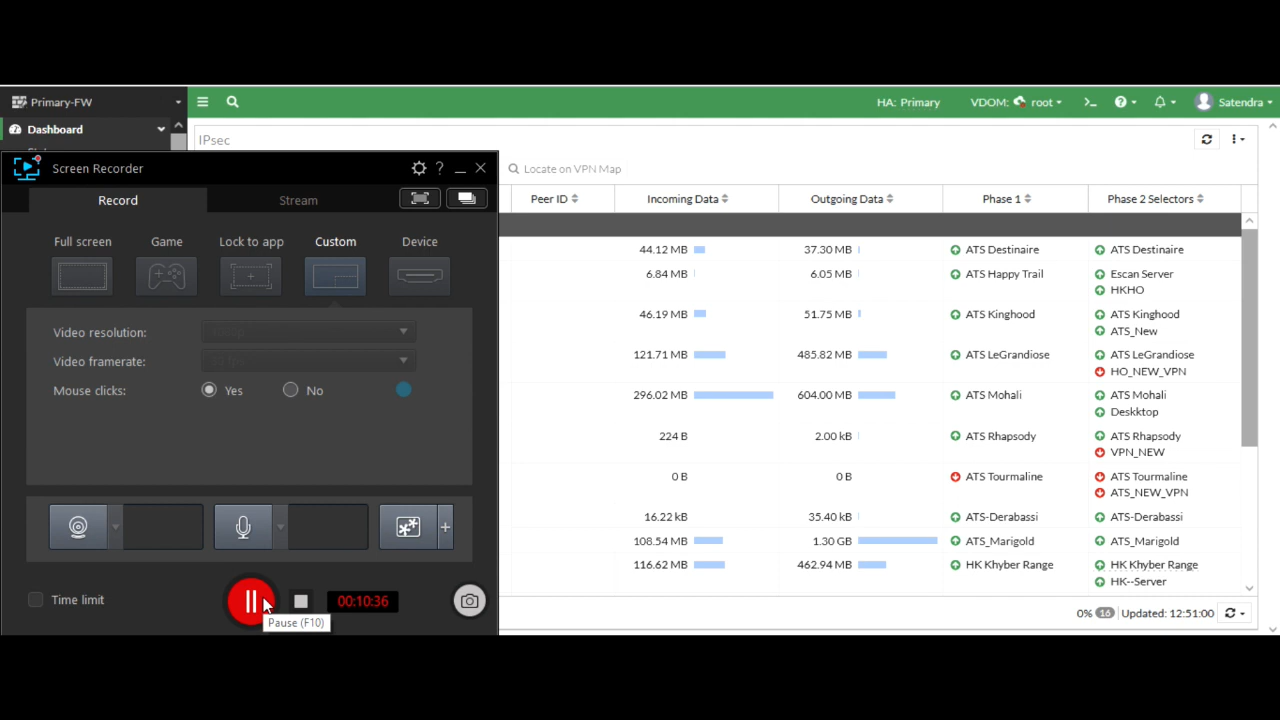 Primary-FW
HA: Primary
VDOM: root
Satendra
Dashboard
IPsec
Screen Recorder
?
Locate on VPN Map
Record
Stream
Peer ID
Incoming Data
Outgoing Data
Phase 1
Phase 2 Selectors
Full screen
Game
Lock to app
Custom
Device
44.12 MB
37.30 MB
ATS Destinaire
ATS Destinaire
6.84 MB
6.05 MB
ATS Happy Trail
Escan Server
HKHO
46.19 MB
51.75 MB
ATS Kinghood
ATS Kinghood
ATS_New
Video resolution:
121.71 MB
485.82 MB
ATS LeGrandiose
ATS LeGrandiose
HO_NEW_VPN
Video framerate:
Mouse clicks:
Yes
No
296.02 MB
604.00 MB
ATS Mohali
ATS Mohali
Deskktop
224 B
2.00 kB
ATS Rhapsody
ATS Rhapsody
VPN_NEW
0 B
0 B
ATS Tourmaline
ATS Tourmaline
ATS_NEW_VPN
16.22 kB
35.40 kB
ATS-Derabassi
ATS-Derabassi
108.54 MB
1.30 GB
ATS_Marigold
ATS_Marigold
116.62 MB
462.94 MB
HK Khyber Range
HK Khyber Range
HK--Server
Time limit
00:10:36
Pause (F10)
0% 16 Updated: 12:51:00